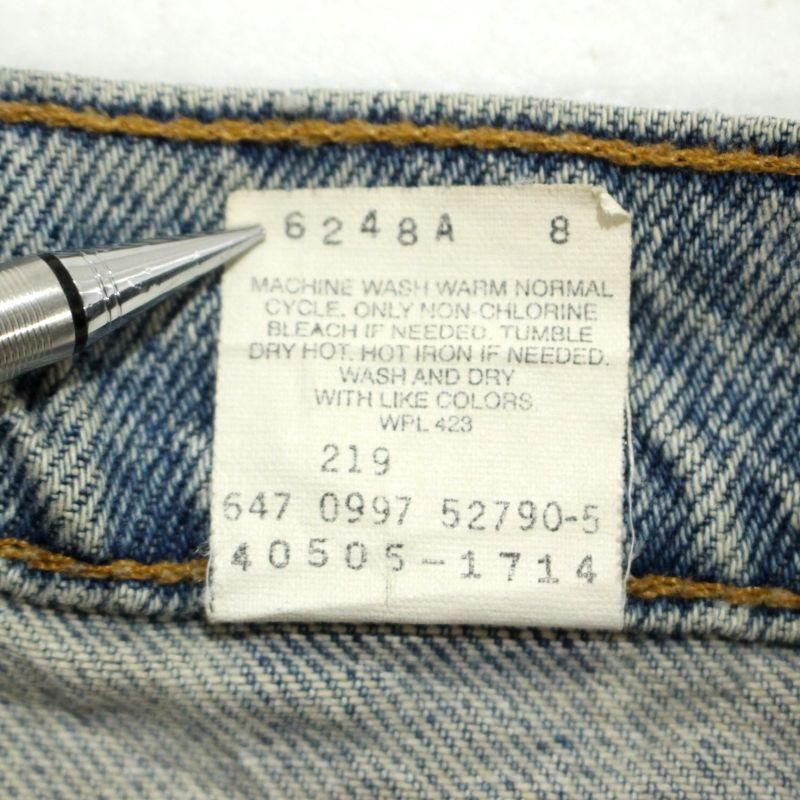 6248A 8
MACHINE WASH WARM NORMAL
CYCLE. ONLY NON-CHLORINE
BLEACH IF NEEDED. TUMBLE
DRY HOT. HOT IRON IF NEEDED.
WASH AND DRY
WITH LIKE COLORS.
WPL 423
219
647 0997 52790-5
40505-1714